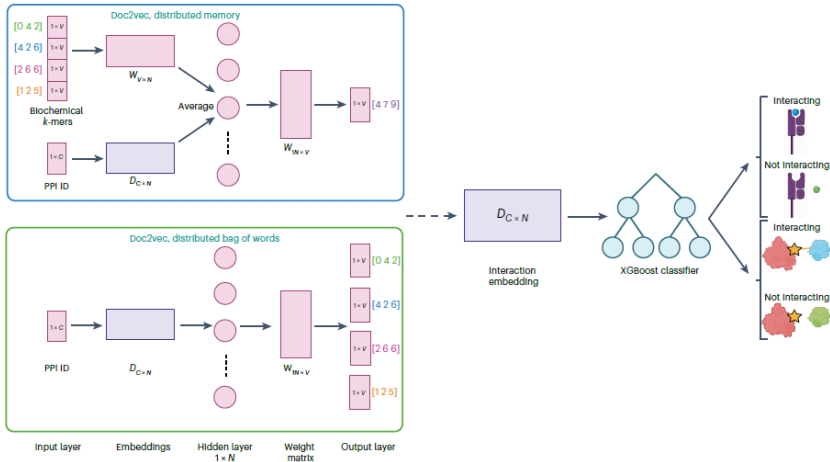 Doc2vec, distributed memory
[0 4 2] 1 × V
[4 2 6] 1 × V
[2 6 6] 1 × V
[1 2 5] 1 × V
Biochemical
k-mers
W V × N
Average
W 1N × V
1 × V [4 7 9]
1 × C
PPI ID
D C × N
Doc2vec, distributed bag of words
1 × C
PPI ID
D C × N
W 1N × V
1 × V [0 4 2]
1 × V [4 2 6]
1 × V [2 6 6]
1 × V [1 2 5]
Input layer
Embeddings
Hidden layer
1 × N
Weight
matrix
Output layer
D C × N
Interaction
embedding
XGBoost classifier
Interacting
Not interacting
Interacting
Not interacting